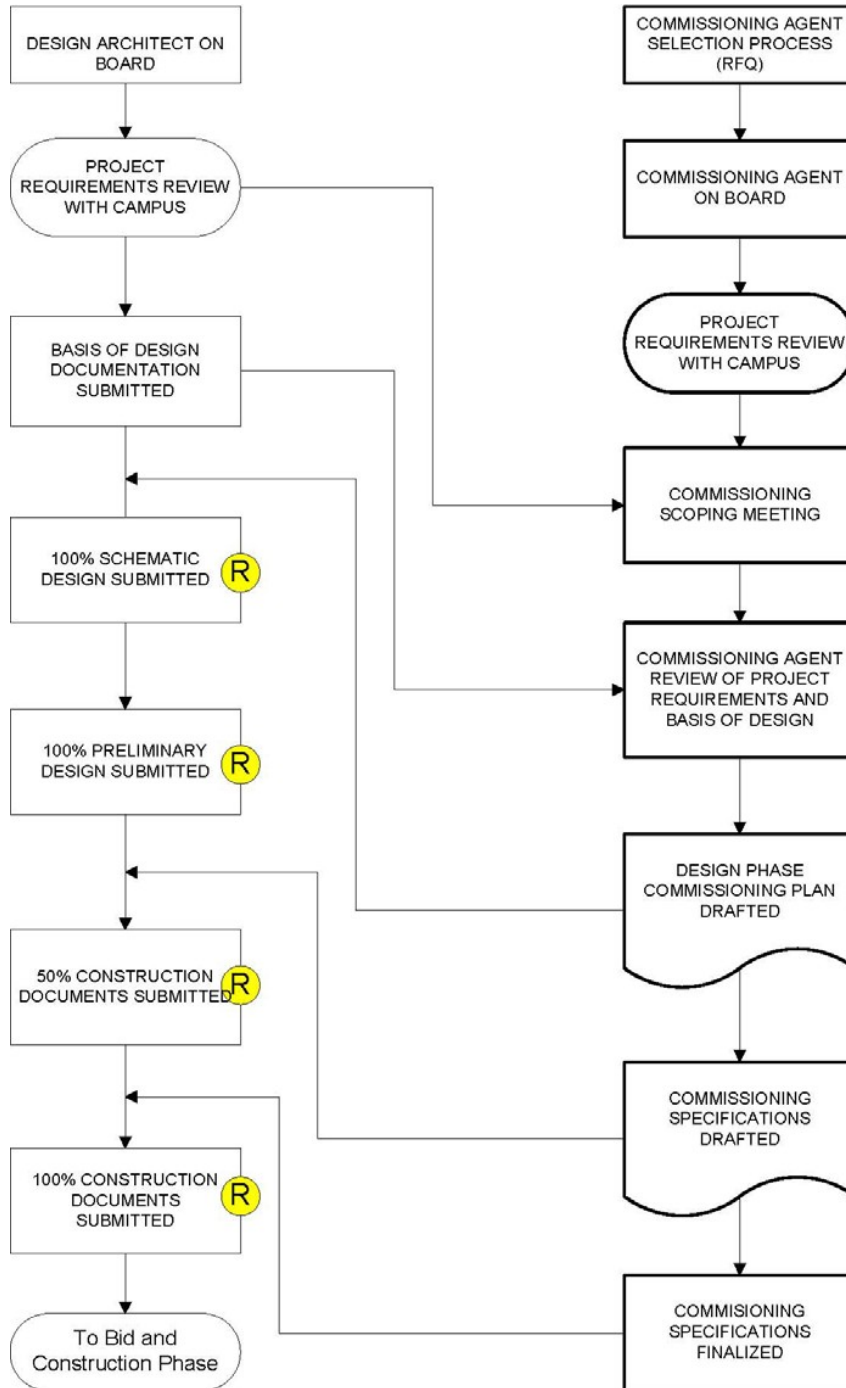 DESIGN ARCHITECT ON
BOARD
PROJECT
REQUIREMENTS REVIEW
WITH CAMPUS
BASIS OF DESIGN
DOCUMENTATION
SUBMITTED
100% SCHEMATIC
DESIGN SUBMITTED
R
100% PRELIMINARY
DESIGN SUBMITTED
R
50% CONSTRUCTION
DOCUMENTS SUBMITTED
R
100% CONSTRUCTION
DOCUMENTS
SUBMITTED
R
To Bid and
Construction Phase
COMMISSIONING AGENT
SELECTION PROCESS
(RFQ)
COMMISSIONING AGENT
ON BOARD
PROJECT
REQUIREMENTS REVIEW
WITH CAMPUS
COMMISSIONING
SCOPING MEETING
COMMISSIONING AGENT
REVIEW OF PROJECT
REQUIREMENTS AND
BASIS OF DESIGN
DESIGN PHASE
COMMISSIONING PLAN
DRAFTED
COMMISSIONING
SPECIFICATIONS
DRAFTED
COMMISIONING
SPECIFICATIONS
FINALIZED